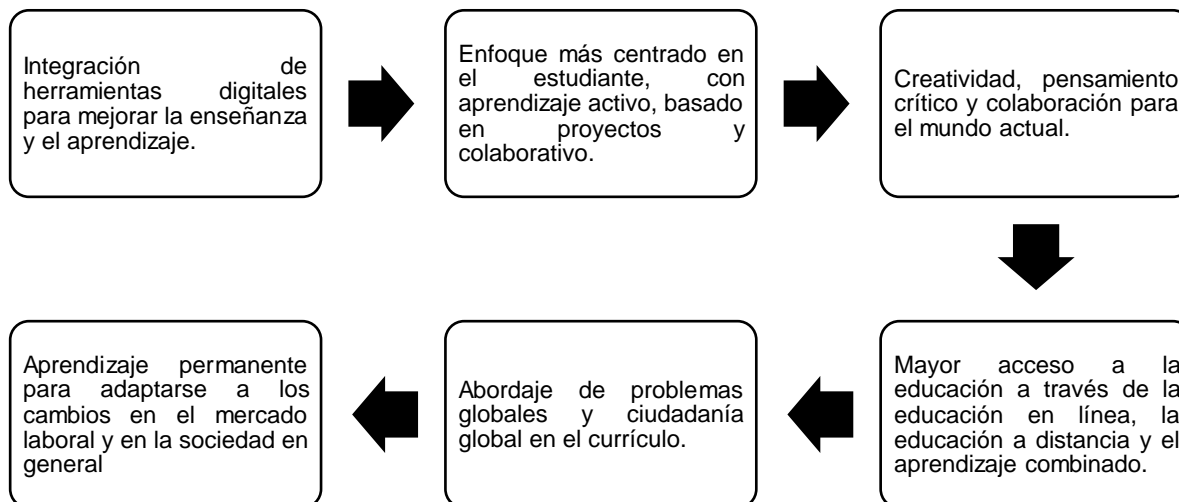 Integración de
herramientas digitales
para mejorar la enseñanza
y el aprendizaje.
Enfoque más centrado en
el estudiante, con
aprendizaje activo, basado
en proyectos y
colaborativo.
Creatividad, pensamiento
crítico y colaboración para
el mundo actual.
Mayor acceso a la
educación a través de la
educación en línea, la
educación a distancia y el
aprendizaje combinado.
Abordaje de problemas
globales y ciudadanía
global en el currículo.
Aprendizaje permanente
para adaptarse a los
cambios en el mercado
laboral y en la sociedad en
general